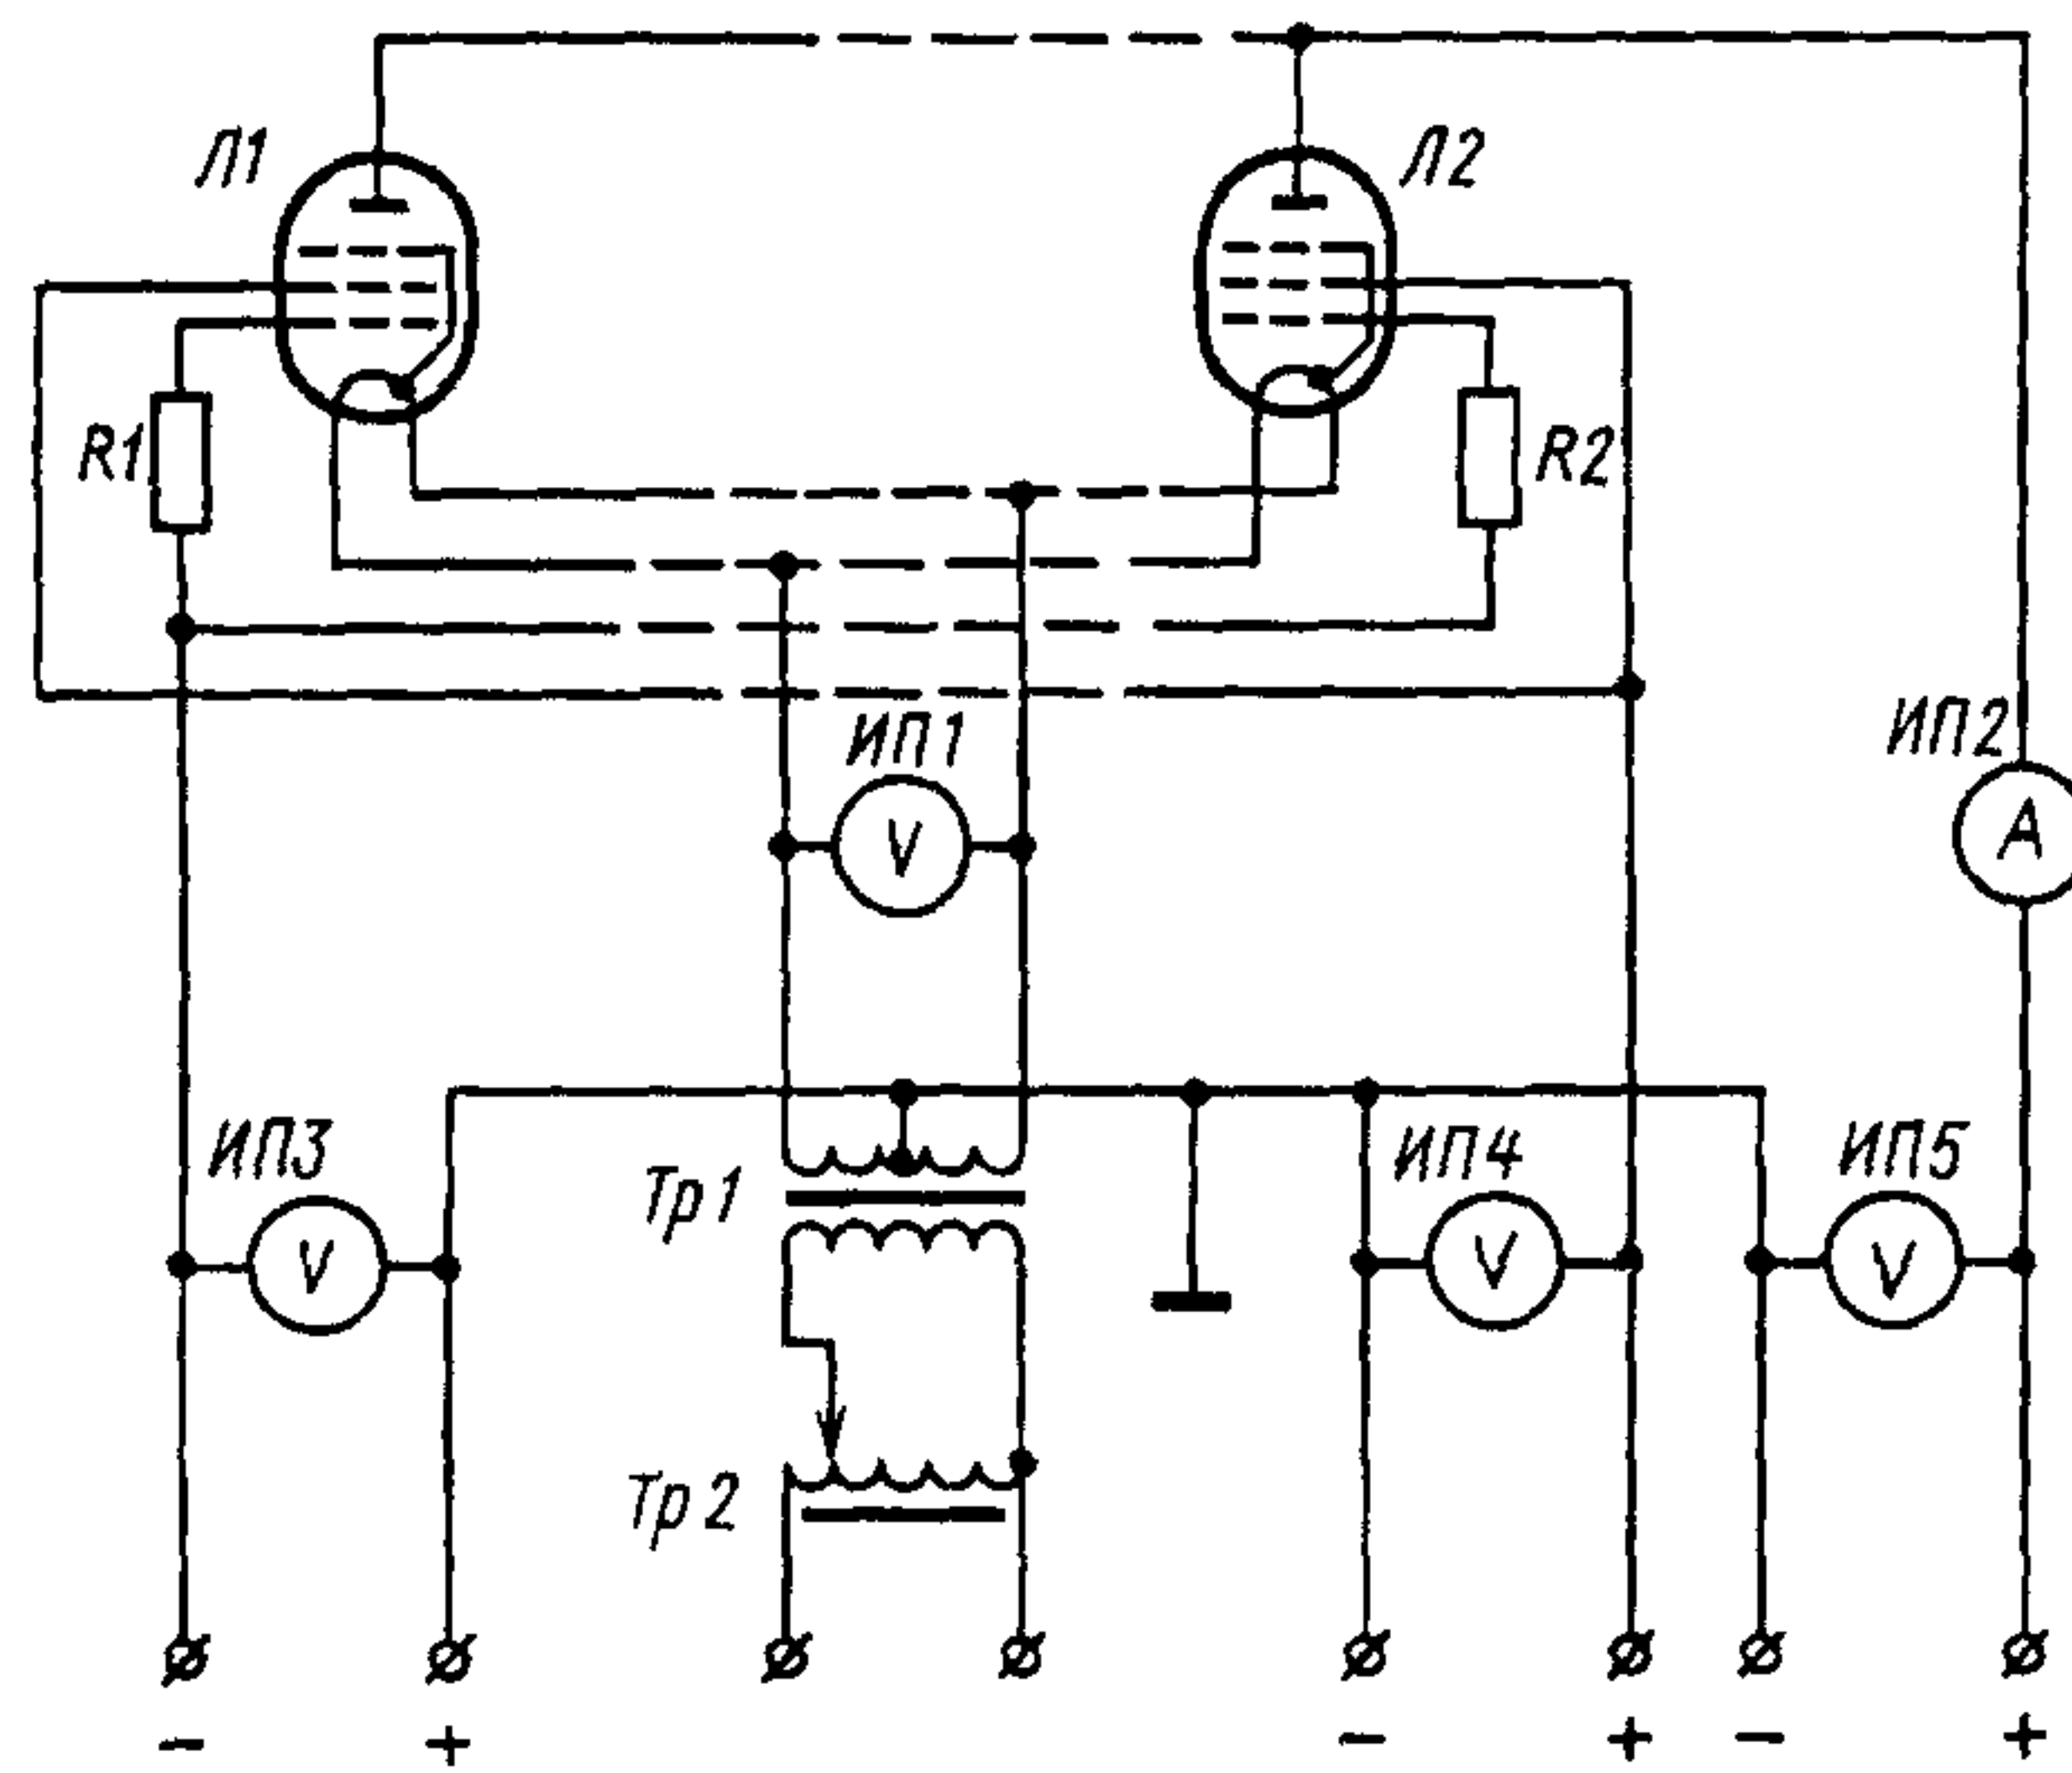 Л1
Л2
R1
R2
ИП1
V
ИП2
A
ИП3
V
Тр1
ИП4
V
ИП5
V
Тр2
- +
- + - +